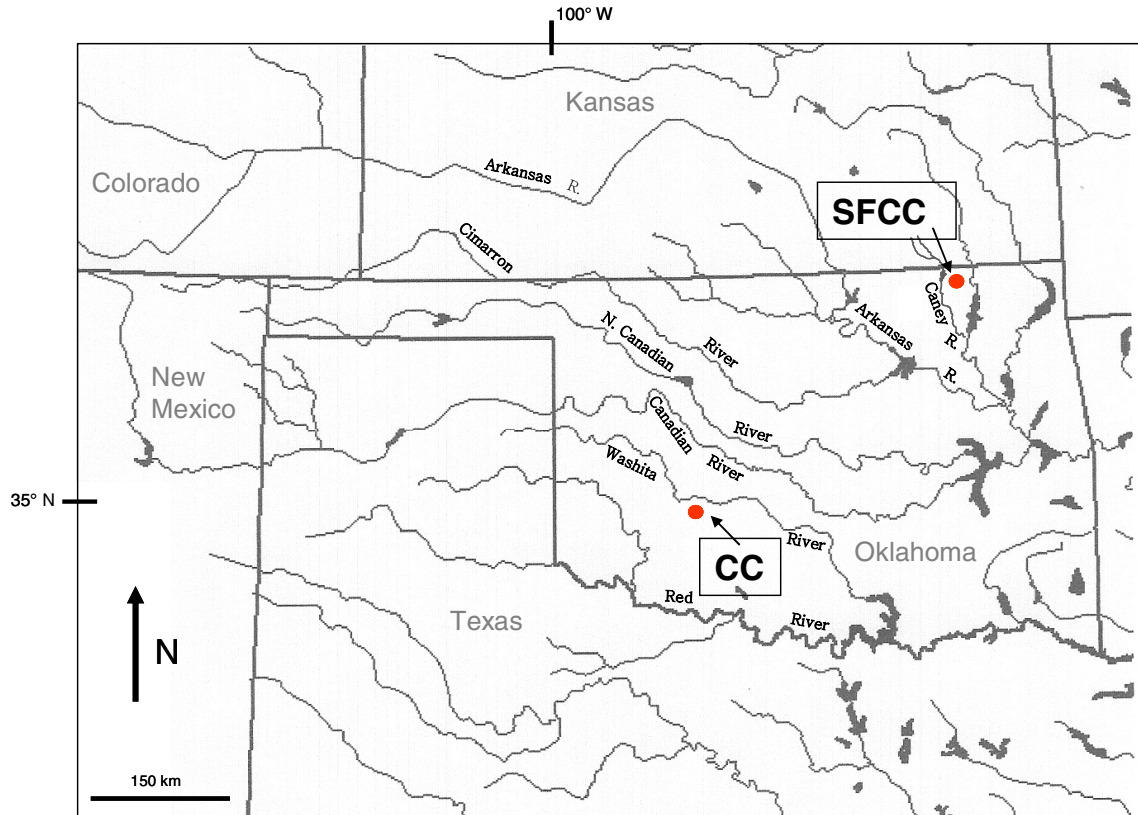 100° W
Kansas
Colorado
Arkansas R.
SFCC
Cimarron
Caney R.
Arkansas R.
N. Canadian
River
New
Mexico
Canadian
River
River
Washita
35° N
River
Oklahoma
CC
Red
River
Texas
N
150 km